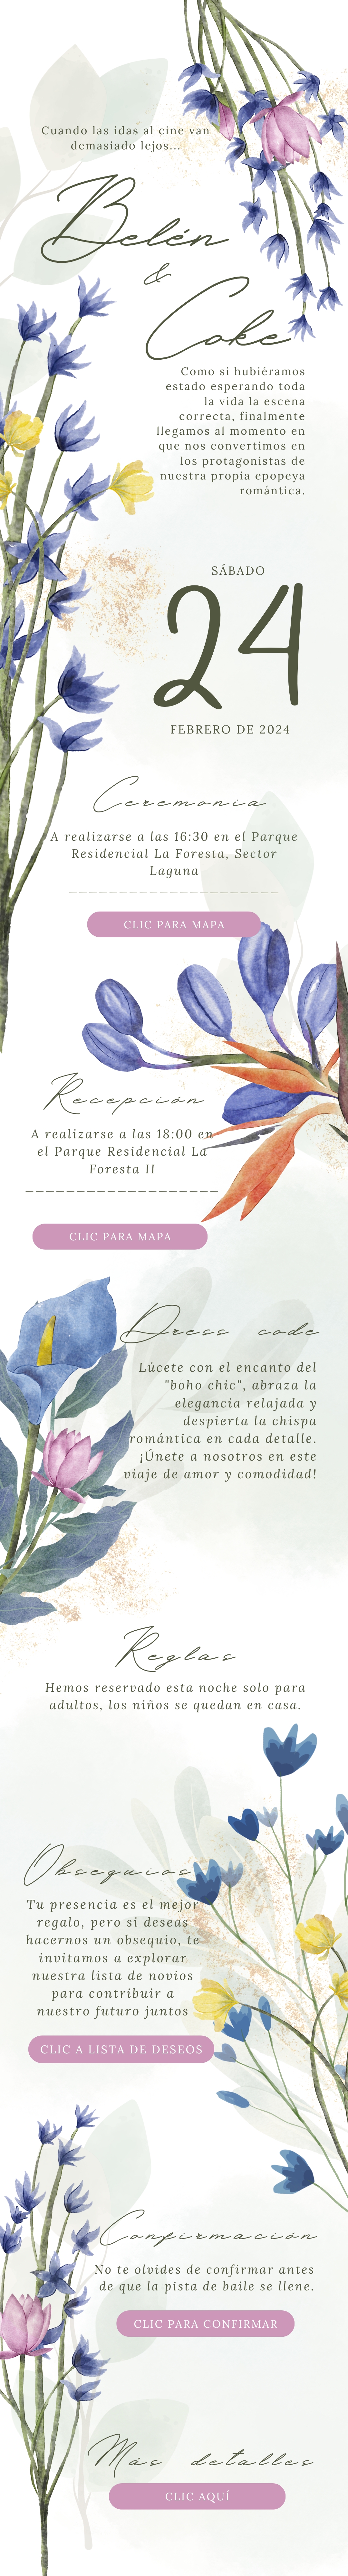 Cuando las idas al cine van
demasiado lejos...
Belén
&
Coke
Como si hubiéramos
estado esperando toda
la vida la escena
correcta, finalmente
llegamos al momento en
que nos convertimos en
los protagonistas de
nuestra propia epopeya
romántica.
SÁBADO
24
FEBRERO DE 2024
Ceremonia
A realizarse a las 16:30 en el Parque
Residencial La Foresta, Sector
Laguna
CLIC PARA MAPA
Recepción
A realizarse a las 18:00 en
el Parque Residencial La
Foresta II
CLIC PARA MAPA
Dress code
Lúcete con el encanto del
"boho chic", abraza la
elegancia relajada y
despierta la chispa
romántica en cada detalle.
¡Únete a nosotros en este
viaje de amor y comodidad!
Reglas
Hemos reservado esta noche solo para
adultos, los niños se quedan en casa.
Obsequios
Tu presencia es el mejor
regalo, pero si deseas
hacernos un obsequio, te
invitamos a explorar
nuestra lista de novios
para contribuir a
nuestro futuro juntos
CLIC A LISTA DE DESEOS
Confirmación
No te olvides de confirmar antes
de que la pista de baile se llene.
CLIC PARA CONFIRMAR
Más detalles
CLIC AQUÍ